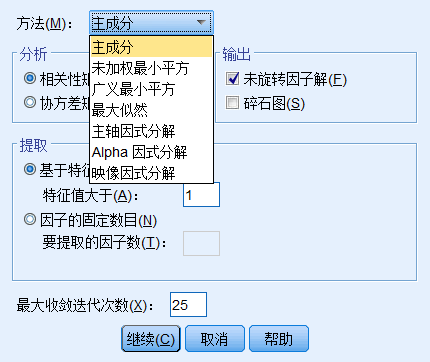 方法(M)： 主成分
主成分
未加权最小平方
广义最小平方
最大似然
主轴因式分解
Alpha 因式分解
映像因式分解
分析
相关性矩
协方差矩
输出
未旋转因子解(F)
碎石图(S)
提取
基于特征
特征值大于(A)： 1
因子的固定数目(N)
要提取的因子数(T)：
最大收敛迭代次数(X)： 25
继续(C) 取消 帮助